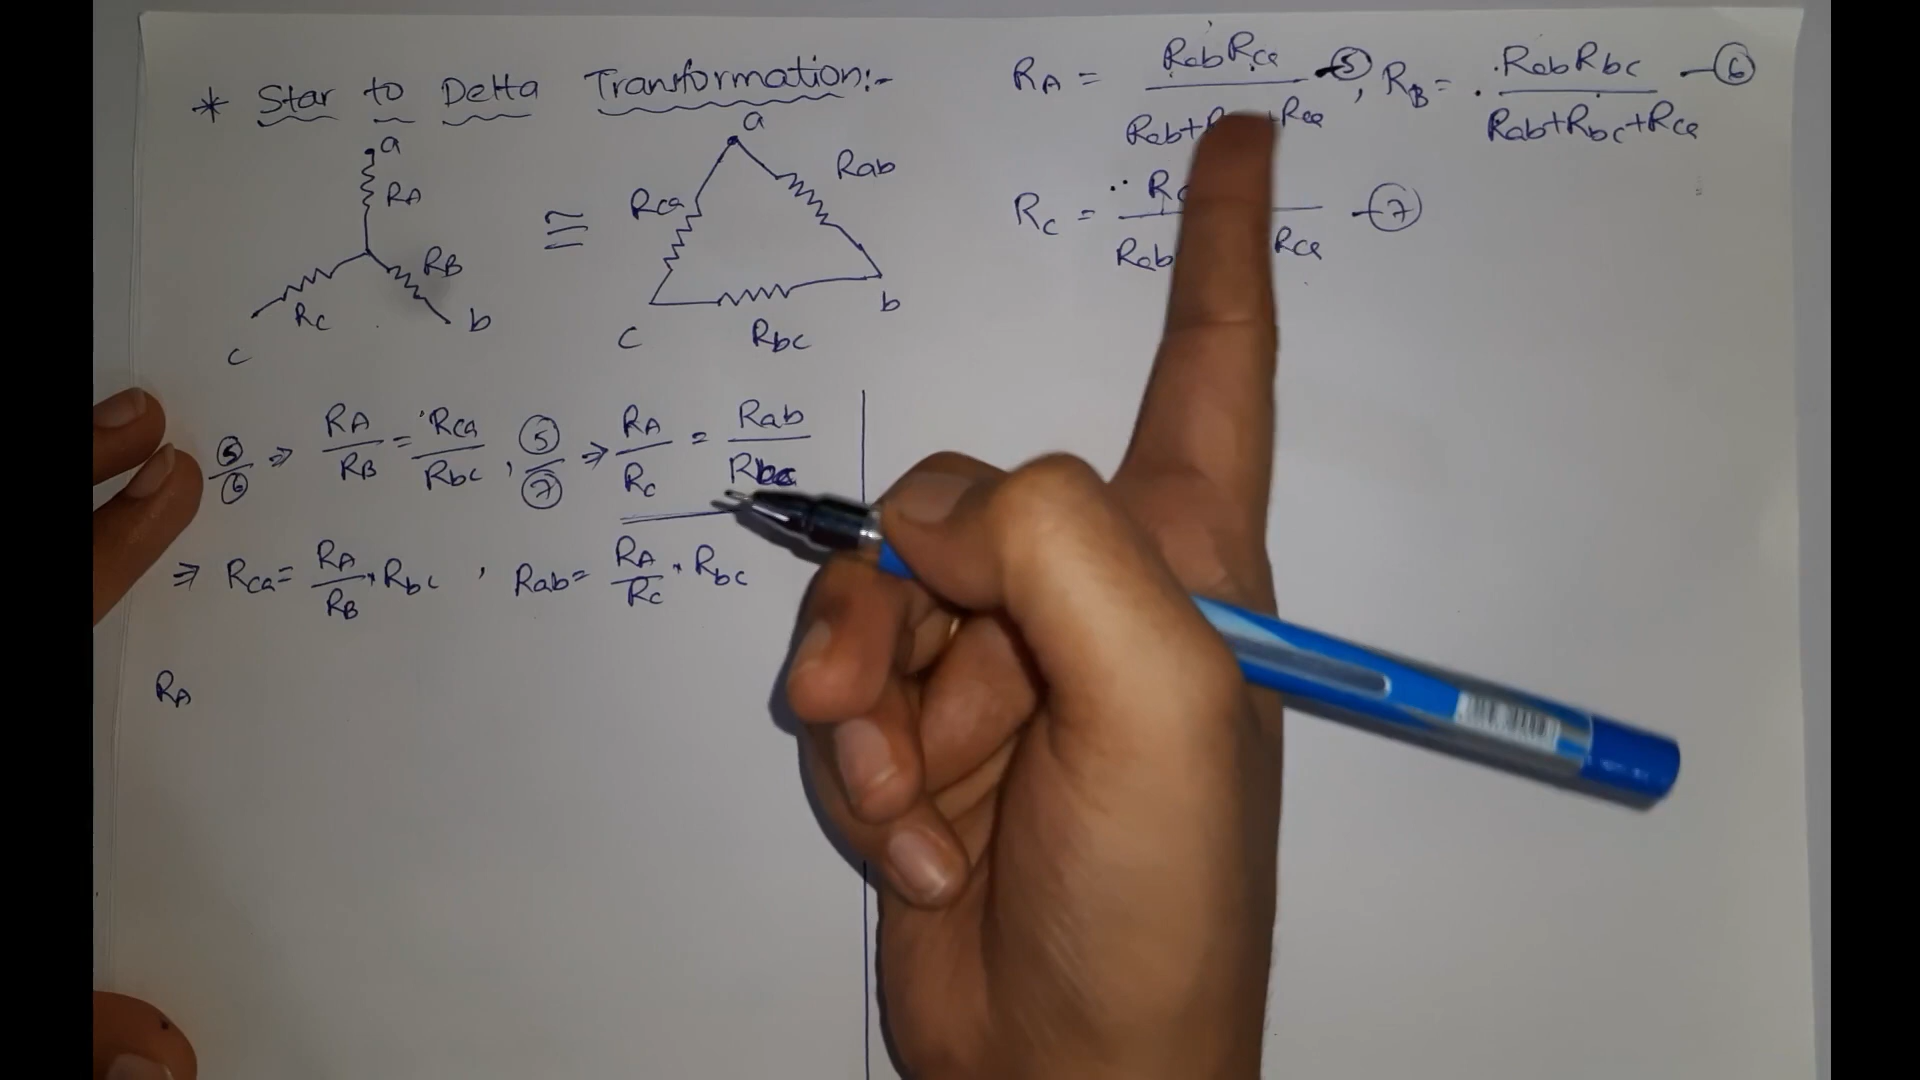 * Star to Delta Transformation:-
a
RA
RB
Rc
b
c
≅
a
Rab
Rca
b
c
Rbc
RA = RabRca / Rab+ +Rca —⑤, RB = RabRbc / Rab+Rbc+Rca —⑥
RC = / Rab Rca —⑦
⑤/⑥ ⇒ RA/RB = Rca/Rbc, ⑤/⑦ ⇒ RA/Rc = Rab/Rbc
⇒ Rca = RA/RB · Rbc , Rab = RA/Rc · Rbc
RA